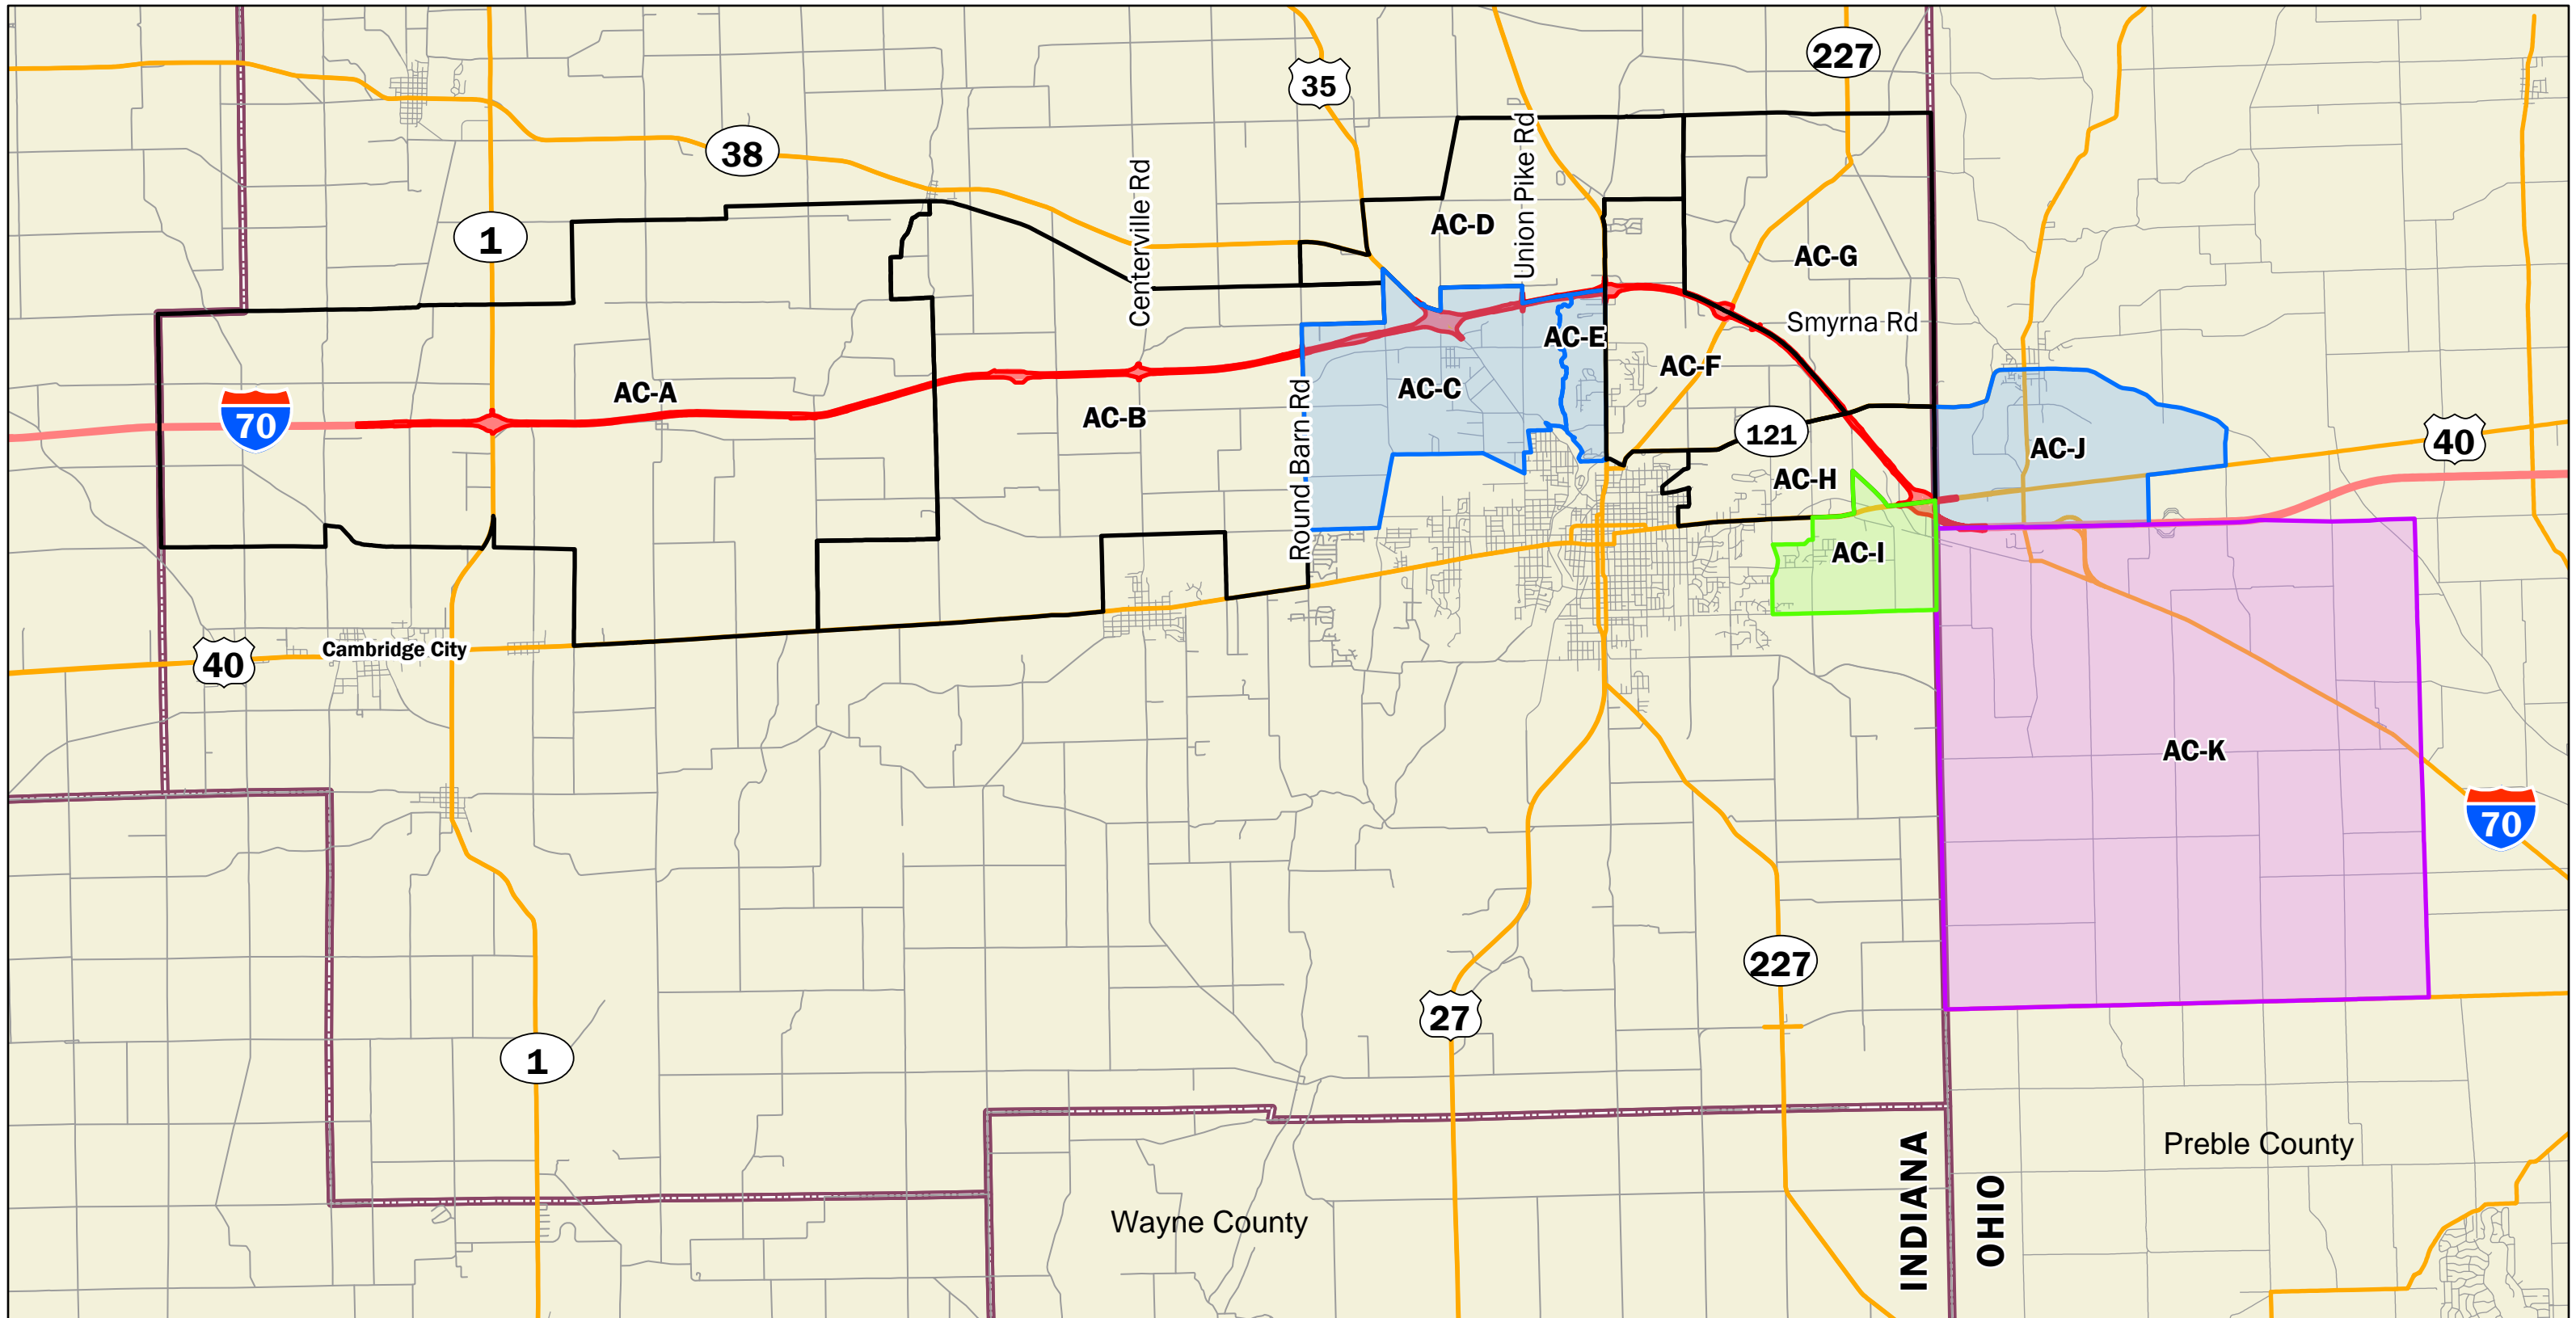 227
35
38
Centerville Rd
Union Pike Rd
1
AC-D
AC-G
Smyrna Rd
AC-E
AC-F
AC-A
AC-C
70
AC-B
Round Barn Rd
121
AC-J
40
AC-H
AC-I
Cambridge City
40
AC-K
70
227
27
1
INDIANA
OHIO
Preble County
Wayne County